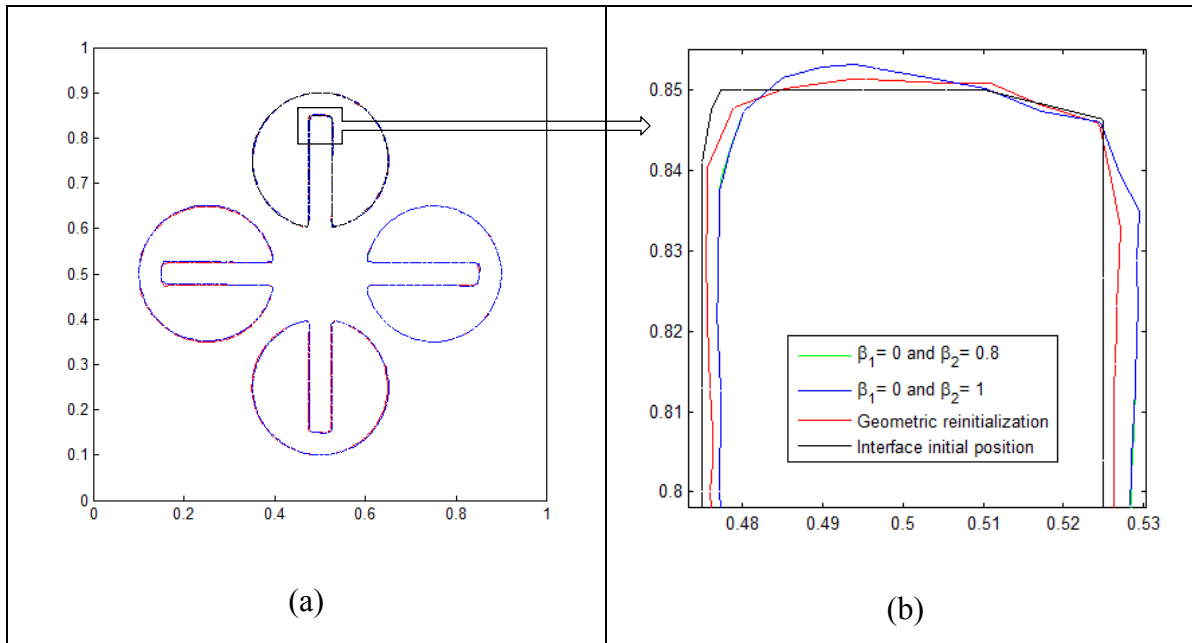 1
0.9
0.8
0.7
0.6
0.5
0.4
0.3
0.2
0.1
0
0 0.2 0.4 0.6 0.8 1
(a)
0.85
0.84
0.83
0.82
0.81
0.8
β1= 0 and β2= 0.8
β1= 0 and β2= 1
Geometric reinitialization
Interface initial position
0.48 0.49 0.5 0.51 0.52 0.53
(b)